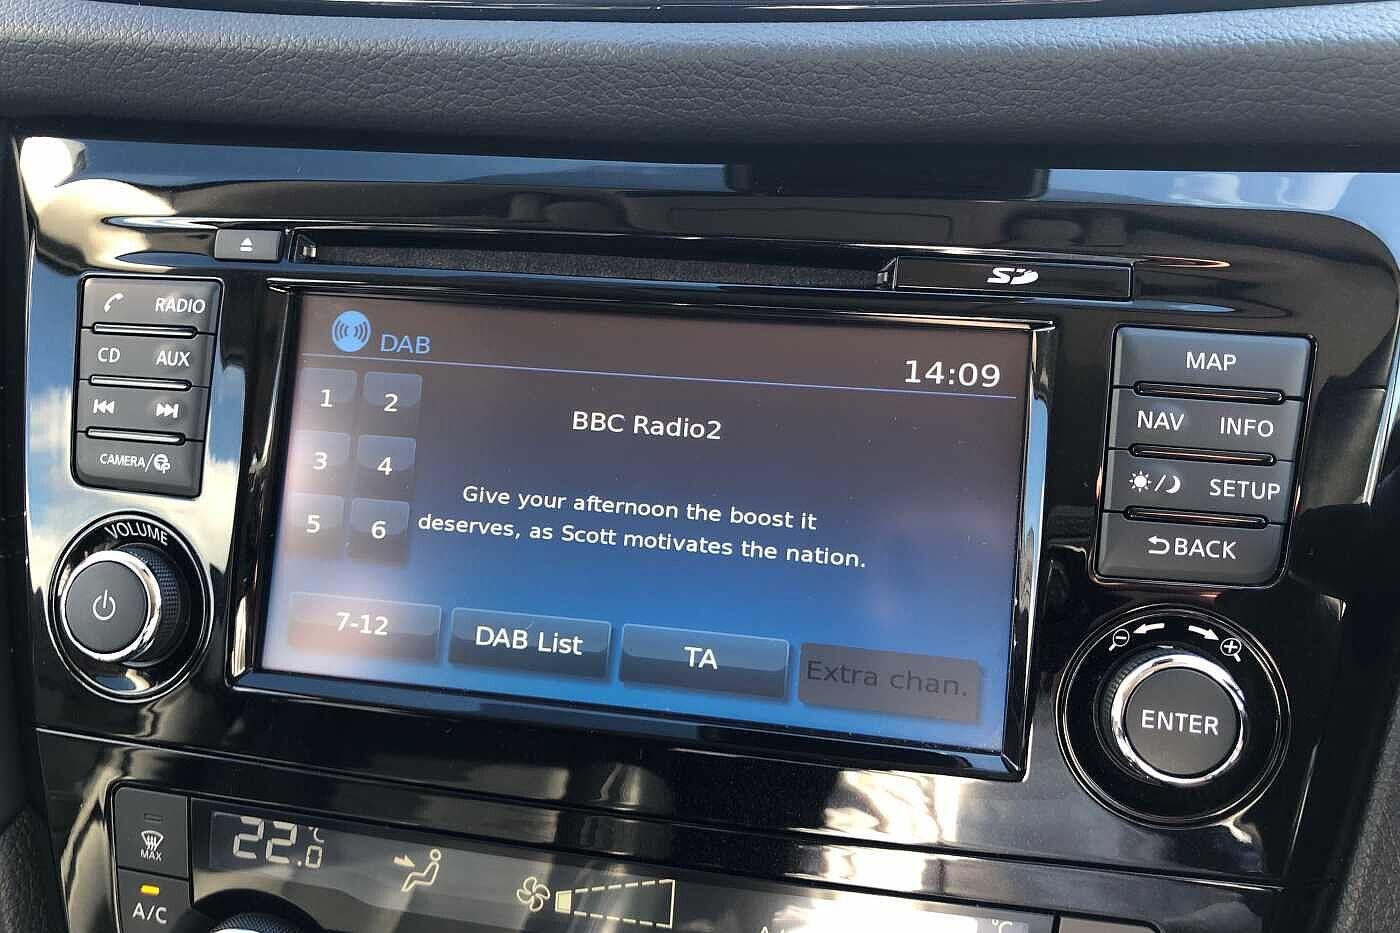 SD
RADIO
CD AUX
CAMERA/
VOLUME
DAB
14:09
1 2
3 4
5 6
BBC Radio2
Give your afternoon the boost it
deserves, as Scott motivates the nation.
7-12
DAB List
TA
Extra chan.
MAP
NAV INFO
SETUP
BACK
ENTER
MAX
A/C
22.0
°C
°C